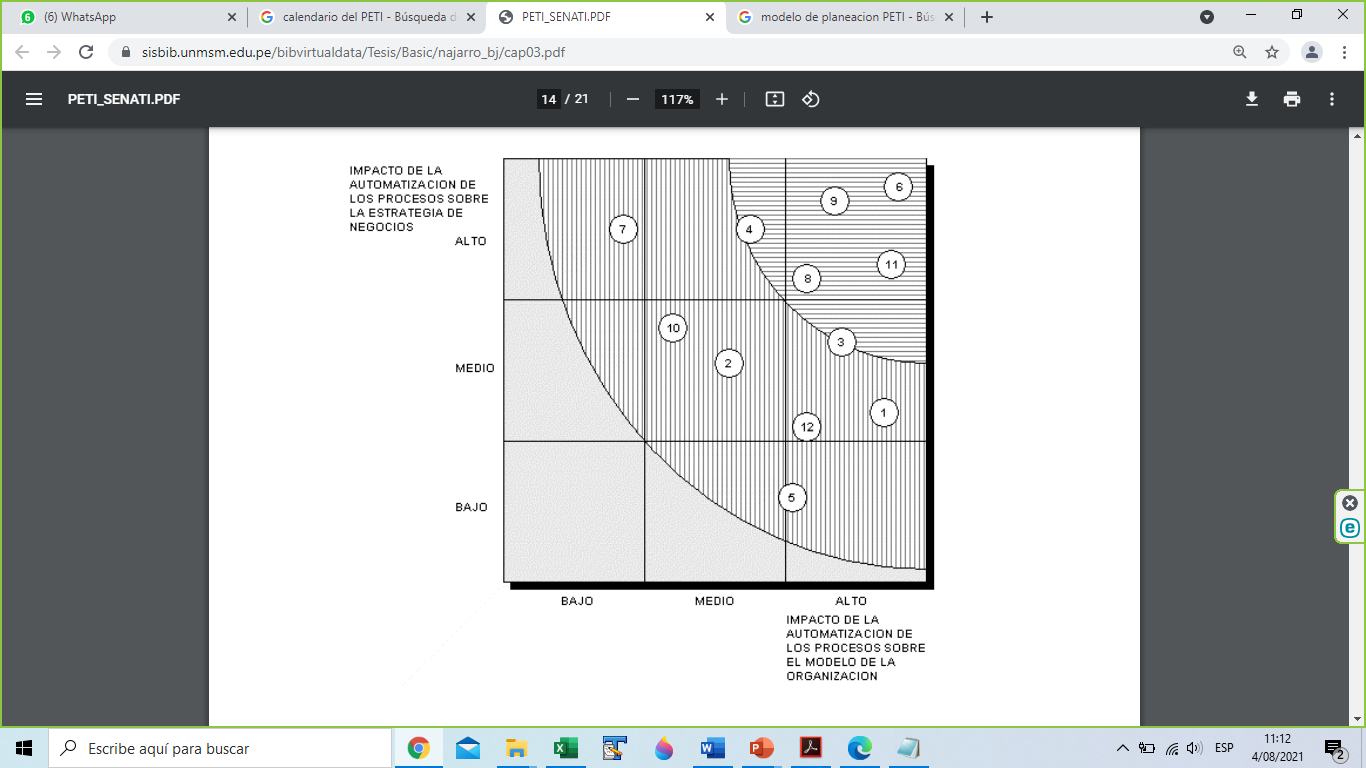 6
(6) WhatsApp
calendario del PETI - Búsqueda d
PETI_SENATI.PDF
modelo de planeacion PETI - Bús
sisbib.unmsm.edu.pe/bibvirtualdata/Tesis/Basic/najarro_bj/cap03.pdf
PETI_SENATI.PDF
14 / 21
117%
IMPACTO DE LA
AUTOMATIZACION DE
LOS PROCESOS SOBRE
LA ESTRATEGIA DE
NEGOCIOS
ALTO
6
9
7
4
11
8
10
3
2
MEDIO
1
12
5
BAJO
BAJO
MEDIO
ALTO
IMPACTO DE LA
AUTOMATIZACION DE
LOS PROCESOS SOBRE
EL MODELO DE LA
ORGANIZACION
Escribe aquí para buscar
ESP
11:12
4/08/2021
2